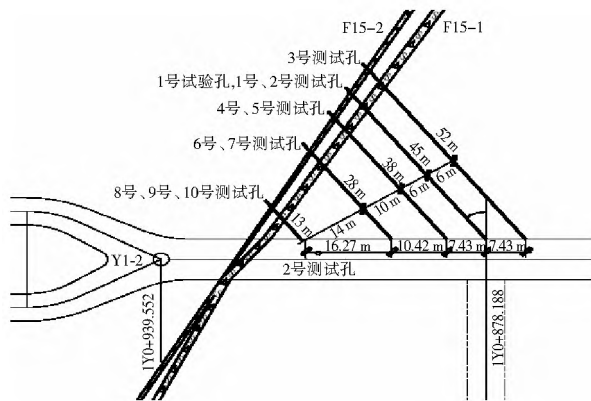 F15-2
F15-1
3号测试孔
1号试验孔,1号、2号测试孔
4号、5号测试孔
6号、7号测试孔
8号、9号、10号测试孔
52 m
45 m
38 m
28 m
13 m
6 m
6 m
10 m
14 m
16.27 m
10.42 m
7.43 m
7.43 m
Y1-2
2号测试孔
1Y0+939.552
1Y0+878.188